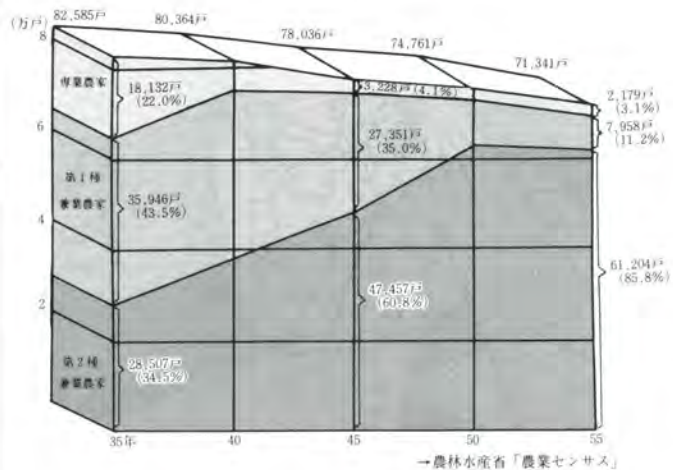 (万戸)
82,585戸
80,364戸
78,036戸
74,761戸
71,341戸
8
6
4
2
専業農家
18,132戸
(22.0%)
3,228戸(4.1%)
2,179戸
(3.1%)
7,958戸
(11.2%)
27,351戸
(35.0%)
第1種
兼業農家
35,946戸
(43.5%)
61,204戸
(85.8%)
47,457戸
(60.8%)
第2種
兼業農家
28,507戸
(34.5%)
35年
40
45
50
55
→農林水産省「農業センサス」